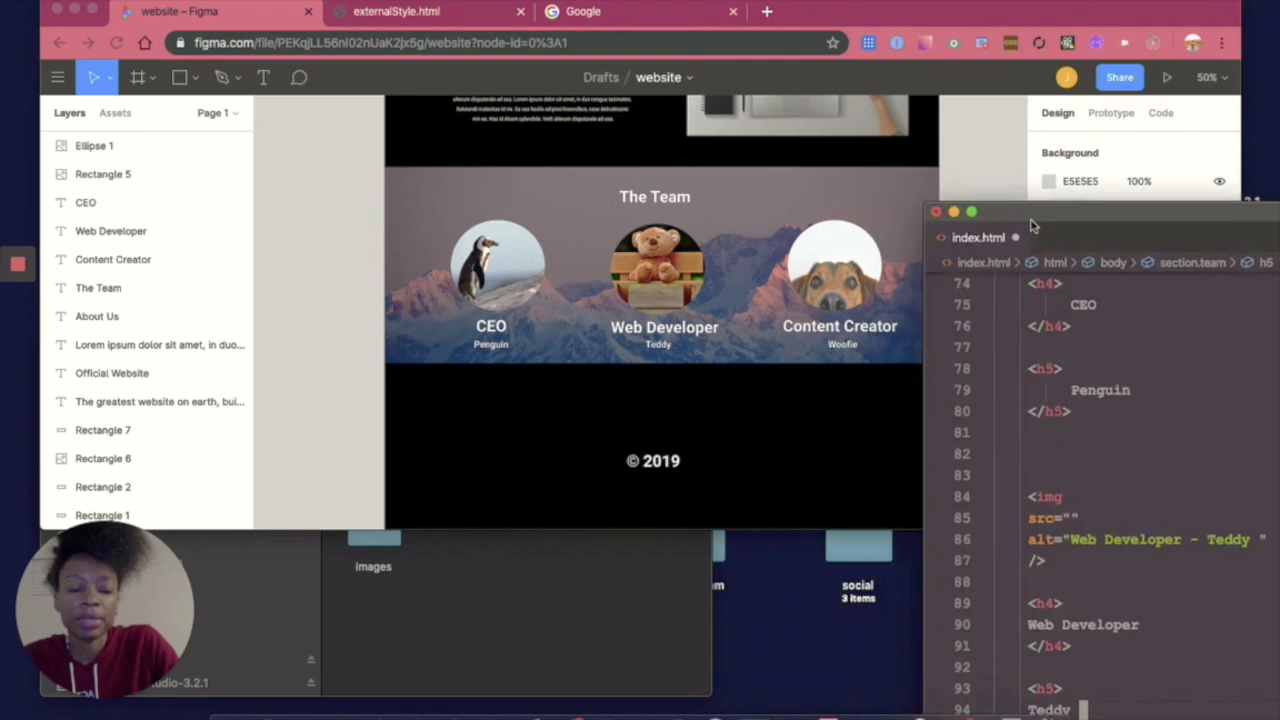 website – Figma
externalStyle.html
Google
figma.com/file/PEKqjLL56nI02nUaK2jx5g/website?node-id=0%3A1
Drafts / website
J
Share
50%
Layers
Assets
Page 1
Ellipse 1
Rectangle 5
CEO
Web Developer
Content Creator
The Team
About Us
Lorem ipsum dolor sit amet, in duo...
Official Website
The greatest website on earth, bui...
Rectangle 7
Rectangle 6
Rectangle 2
Rectangle 1
The Team
CEO
Penguin
Web Developer
Teddy
Content Creator
Woofie
© 2019
Design
Prototype
Code
Background
E5E5E5
100%
index.html
index.html > html > body > section.team > h5
74 <h4>
75 CEO
76 </h4>
77
78 <h5>
79 Penguin
80 </h5>
81
82
83
84 <img
85 src=""
86 alt="Web Developer - Teddy "
87 />
88
89 <h4>
90 Web Developer
91 </h4>
92
93 <h5>
94 Teddy
images
social
3 items